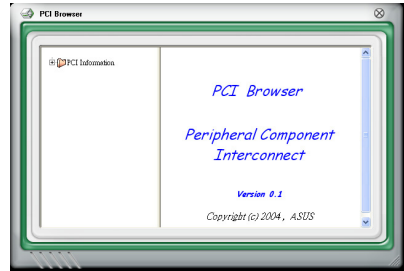 PCI Browser
PCI Information
PCI Browser
Peripheral Component
Interconnect
Version 0.1
Copyright (c) 2004, ASUS